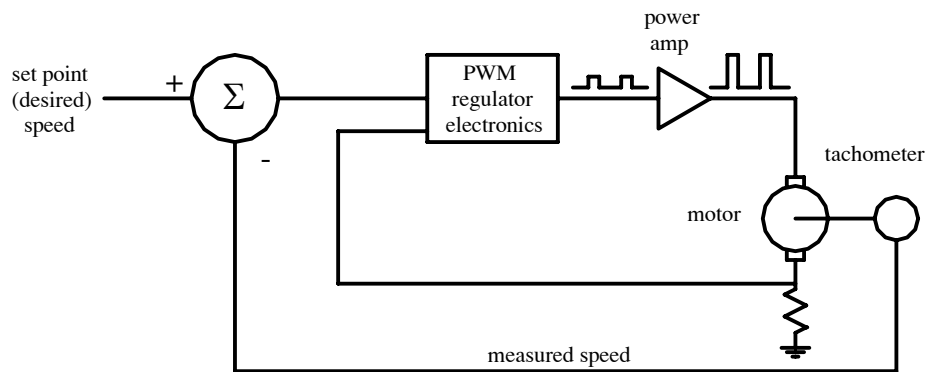 power
amp
set point
(desired)
speed
+
Σ
-
PWM
regulator
electronics
tachometer
motor
measured speed